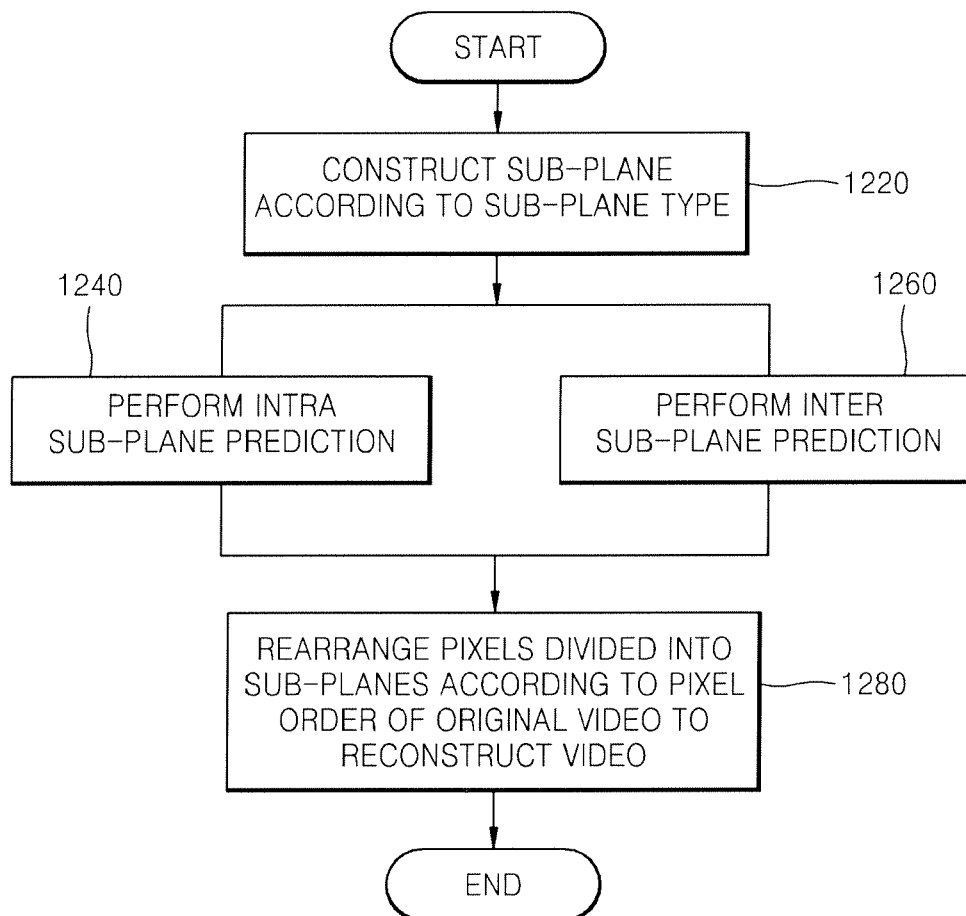 START
CONSTRUCT SUB-PLANE
ACCORDING TO SUB-PLANE TYPE
1220
1240
1260
PERFORM INTRA
SUB-PLANE PREDICTION
PERFORM INTER
SUB-PLANE PREDICTION
REARRANGE PIXELS DIVIDED INTO
SUB-PLANES ACCORDING TO PIXEL
ORDER OF ORIGINAL VIDEO TO
RECONSTRUCT VIDEO
1280
END